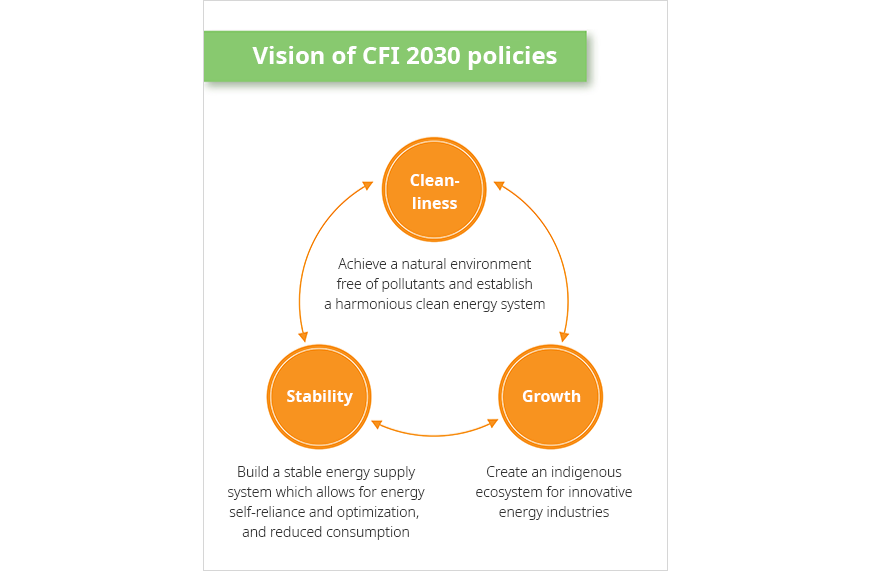 Vision of CFI 2030 policies
Clean-
liness
Achieve a natural environment
free of pollutants and establish
a harmonious clean energy system
Stability
Growth
Build a stable energy supply
system which allows for energy
self-reliance and optimization,
and reduced consumption
Create an indigenous
ecosystem for innovative
energy industries